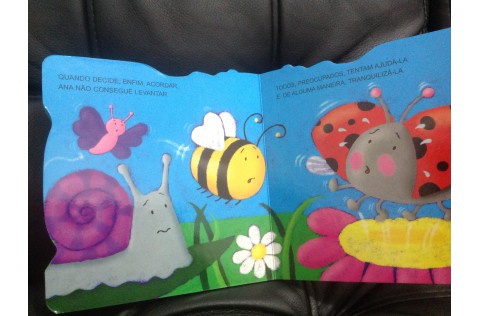 QUANDO DECIDE, ENFIM, ACORDAR
ANA NÃO CONSEGUE LEVANTAR.
TODOS, PREOCUPADOS, TENTAM AJUDÁ-LA
E, DE ALGUMA MANEIRA, TRANQUILIZÁ-LA.